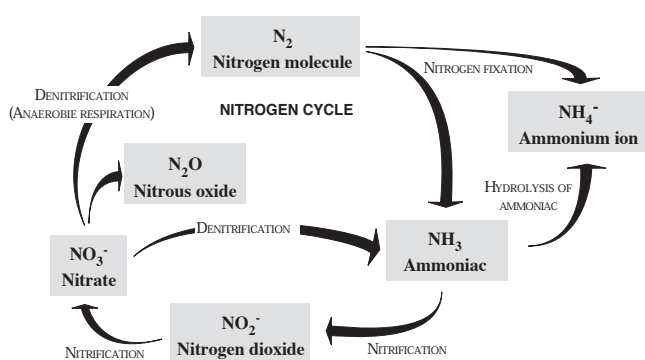 N₂
Nitrogen molecule
NITROGEN FIXATION
DENITRIFICATION
(ANAEROBIE RESPIRATION)
NITROGEN CYCLE
NH₄⁻
Ammonium ion
N₂O
Nitrous oxide
HYDROLYSIS OF
AMMONIAC
DENITRIFICATION
NO₃⁻
Nitrate
NH₃
Ammoniac
NO₂⁻
Nitrogen dioxide
NITRIFICATION
NITRIFICATION